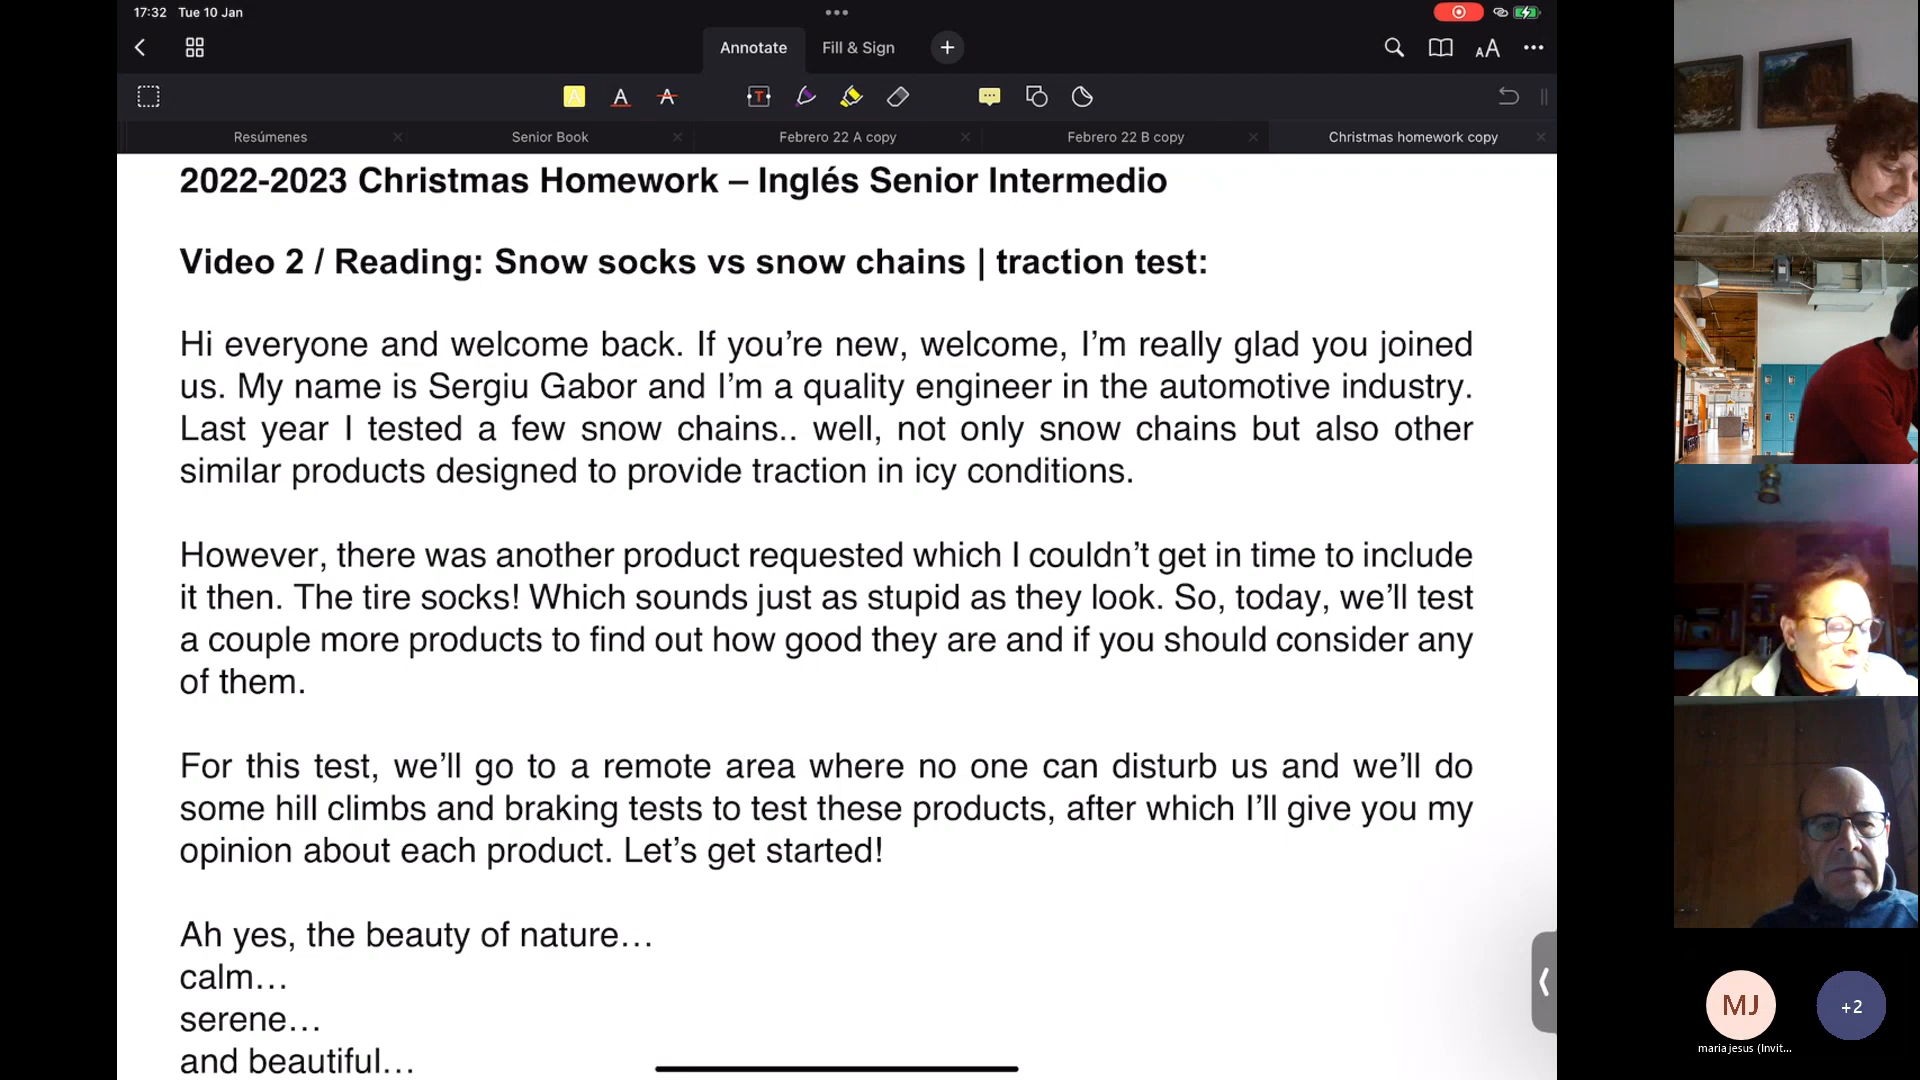 17:32 Tue 10 Jan
Annotate
Fill & Sign
AA
A
A
A
T
Resúmenes
Senior Book
Febrero 22 A copy
Febrero 22 B copy
Christmas homework copy
2022-2023 Christmas Homework – Inglés Senior Intermedio
Video 2 / Reading: Snow socks vs snow chains | traction test:
Hi everyone and welcome back. If you’re new, welcome, I’m really glad you joined
us. My name is Sergiu Gabor and I’m a quality engineer in the automotive industry.
Last year I tested a few snow chains.. well, not only snow chains but also other
similar products designed to provide traction in icy conditions.
However, there was another product requested which I couldn’t get in time to include
it then. The tire socks! Which sounds just as stupid as they look. So, today, we’ll test
a couple more products to find out how good they are and if you should consider any
of them.
For this test, we’ll go to a remote area where no one can disturb us and we’ll do
some hill climbs and braking tests to test these products, after which I’ll give you my
opinion about each product. Let’s get started!
Ah yes, the beauty of nature…
calm…
serene…
and beautiful…
MJ
+2
maria jesus (Invit...